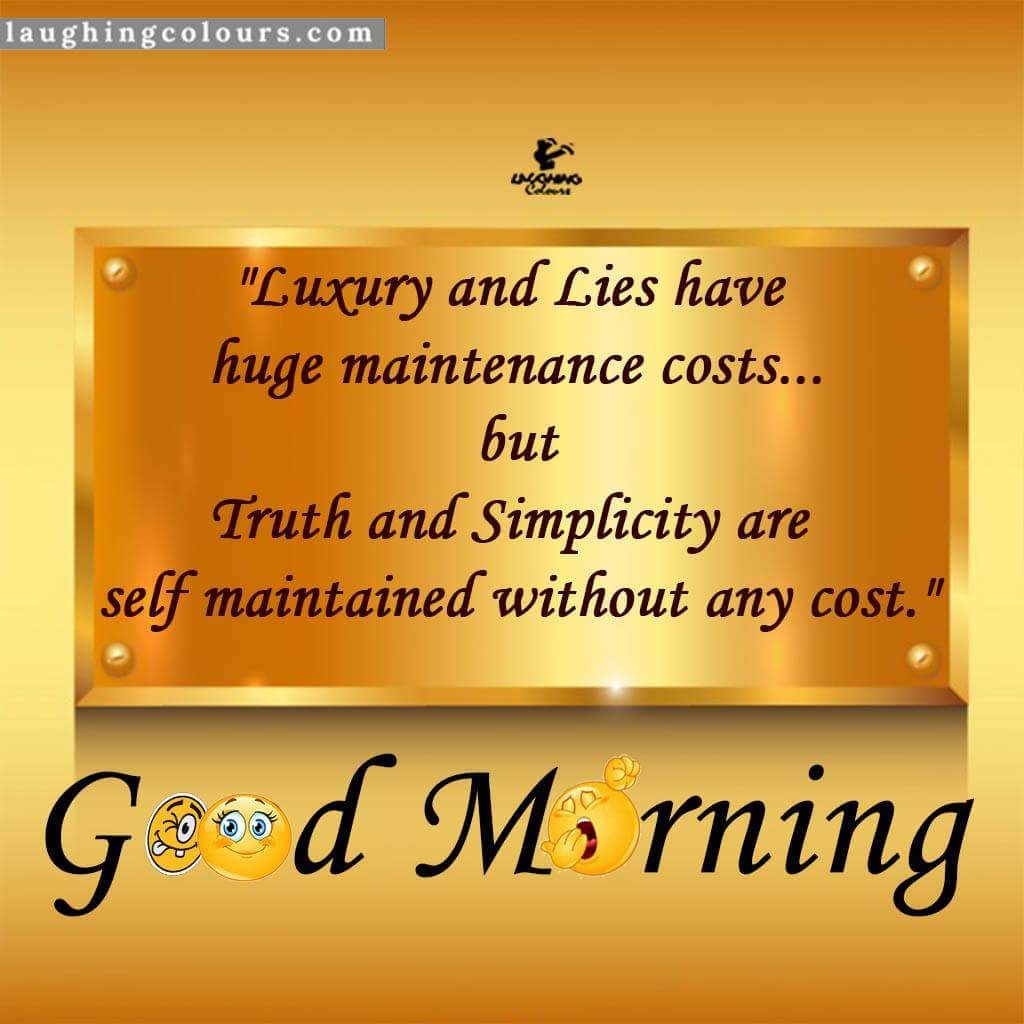 laughingcolours.com
LAUGHING
Colours
"Luxury and Lies have
huge maintenance costs...
but
Truth and Simplicity are
self maintained without any cost."
Good Morning